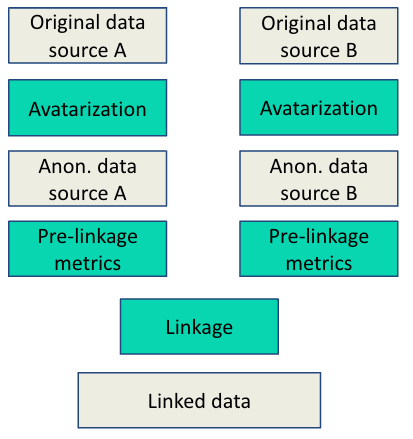 Original data
source A
Original data
source B
Avatarization
Avatarization
Anon. data
source A
Anon. data
source B
Pre-linkage
metrics
Pre-linkage
metrics
Linkage
Linked data